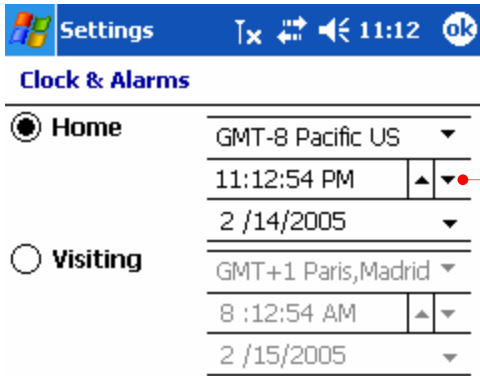 Settings 11:12 ok
Clock & Alarms
Home GMT-8 Pacific US
11:12:54 PM
2 /14/2005
Visiting GMT+1 Paris,Madrid
8 :12:54 AM
2 /15/2005